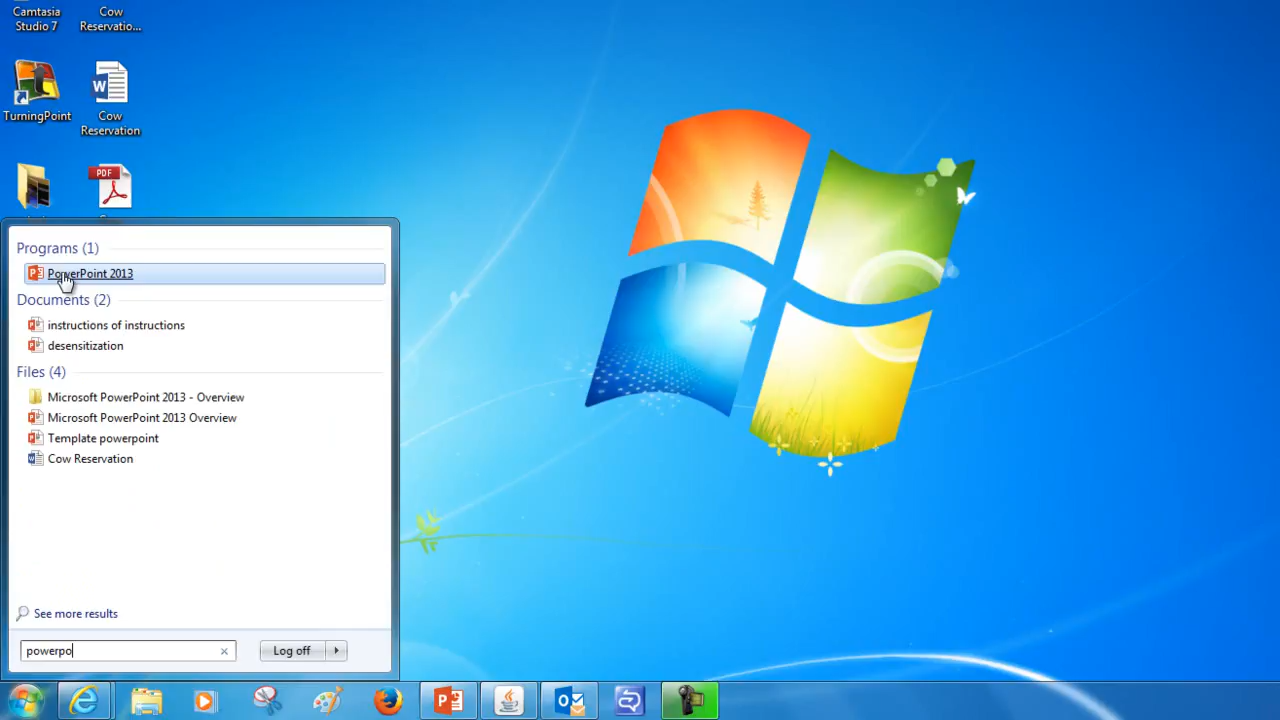 Camtasia
Studio 7
Cow
Reservatio...
TurningPoint
Cow
Reservation
PDF
Programs (1)
PowerPoint 2013
Documents (2)
instructions of instructions
desensitization
Files (4)
Microsoft PowerPoint 2013 - Overview
Microsoft PowerPoint 2013 Overview
Template powerpoint
Cow Reservation
See more results
powerpo
Log off